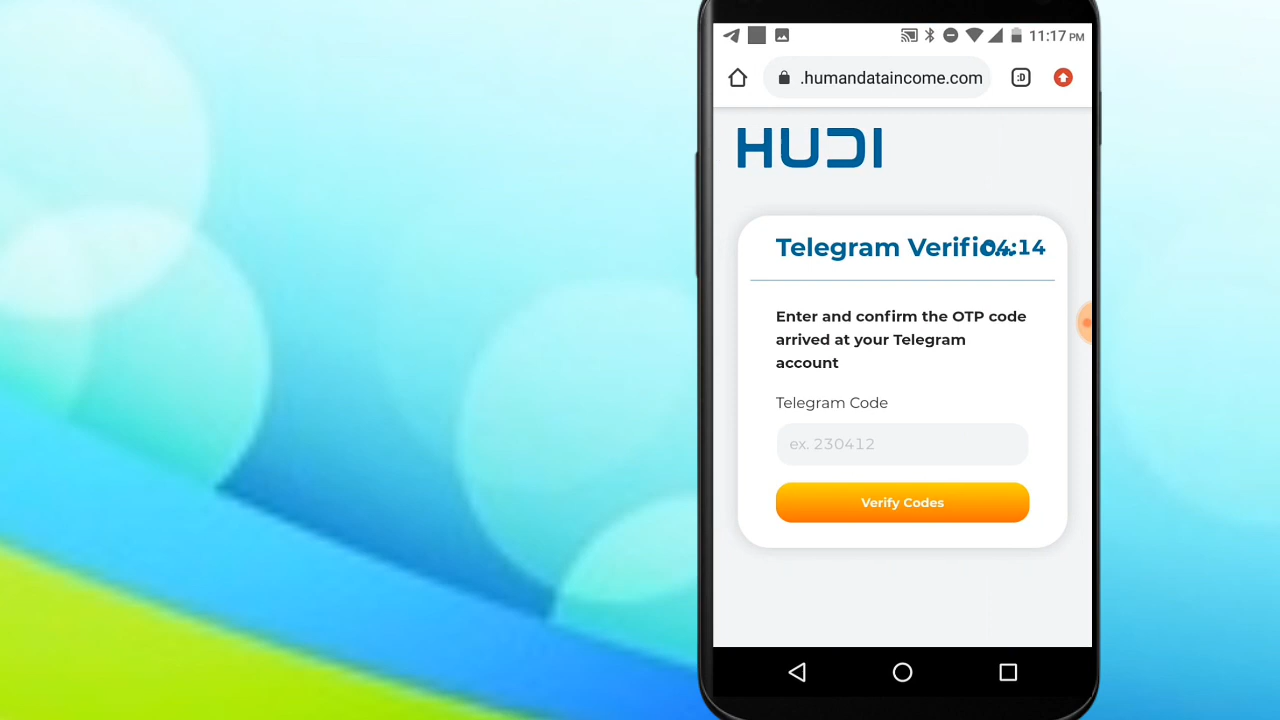 11:17 PM
.humandataincome.com
:D
HUDI
Telegram Verific... 04:14
Enter and confirm the OTP code
arrived at your Telegram
account
Telegram Code
ex. 230412
Verify Codes